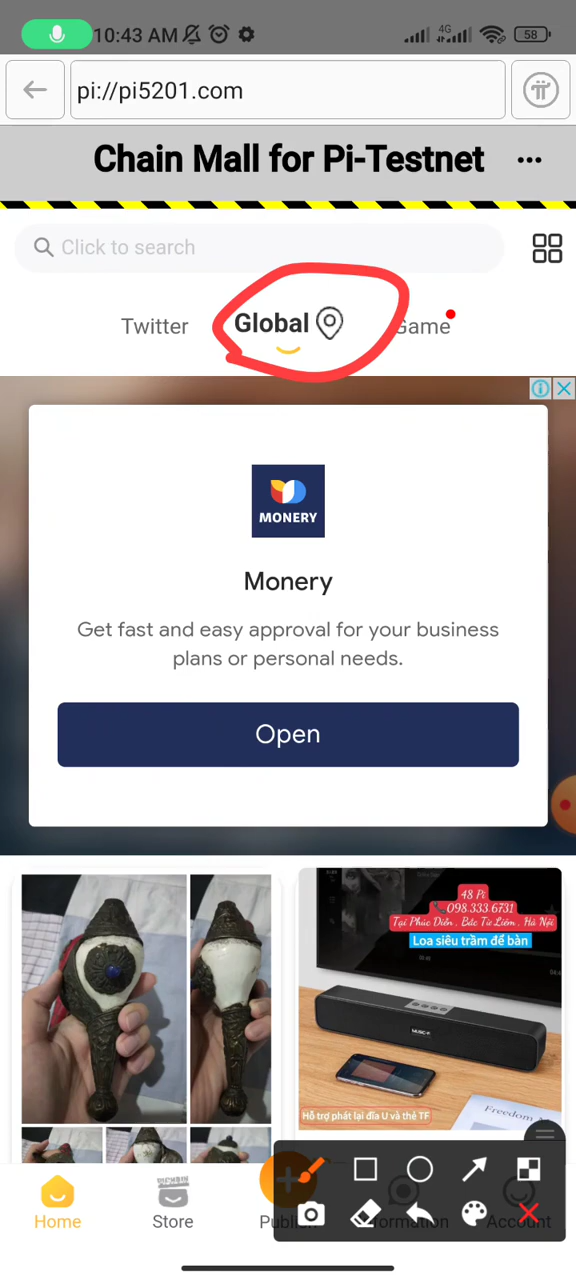 10:43 AM
4G
58
pi://pi5201.com
Chain Mall for Pi-Testnet
Click to search
Twitter
Global
Game
MONERY
Monery
Get fast and easy approval for your business
plans or personal needs.
Open
48 Pi
098.333.6731
Tại Phúc Diễn . Bắc Từ Liêm . Hà Nội
Loa siêu trầm để bàn
Hỗ trợ phát lại đĩa U và thẻ TF
Freedom
Home
Store
Account